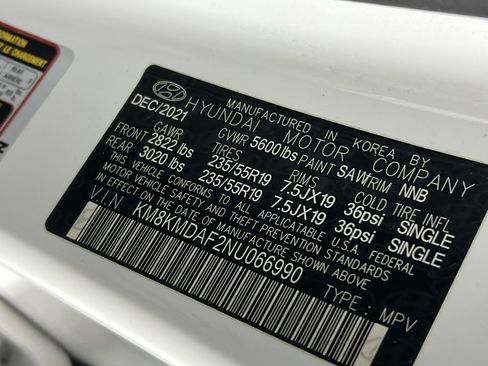 MANUFACTURED IN KOREA BY
HYUNDAI MOTOR COMPANY
DEC/2021 GVWR 5600lbs PAINT SAW TRIM NNB
GAWR TIRES RIMS COLD TIRE INFL
FRONT 2822 lbs 235/55R19 7.5JX19 36psi SINGLE
REAR 3020 lbs 235/55R19 7.5JX19 36psi SINGLE
MOTOR VEHICLE CONFORMS TO ALL APPLICABLE U.S.A. FEDERAL
SAFETY AND THEFT PREVENTION STANDARDS
IN EFFECT ON THE DATE OF MANUFACTURE SHOWN ABOVE
VIN KM8KMDAF2NU066990
TYPE: MPV